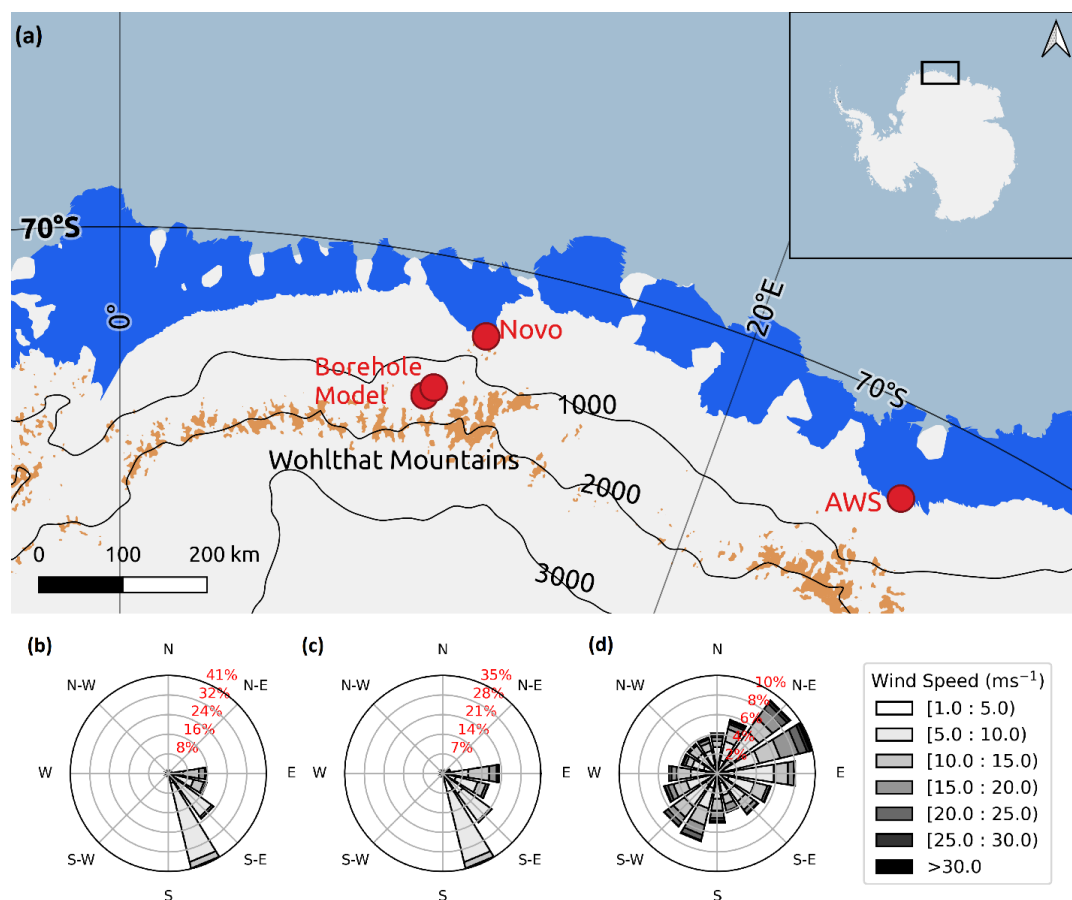 (a)
70°S
0°
20°E
70°S
Novo
Borehole
Model
1000
Wohlthat Mountains
2000
AWS
3000
0 100 200 km
(b)
N
N-E
E
S-E
S
S-W
W
N-W
41%
32%
24%
16%
8%
(c)
N
N-E
E
S-E
S
S-W
W
N-W
35%
28%
21%
14%
7%
(d)
N
N-E
E
S-E
S
S-W
W
N-W
10%
8%
6%
4%
2%
Wind Speed (ms⁻¹)
[1.0 : 5.0)
[5.0 : 10.0)
[10.0 : 15.0)
[15.0 : 20.0)
[20.0 : 25.0)
[25.0 : 30.0)
>30.0